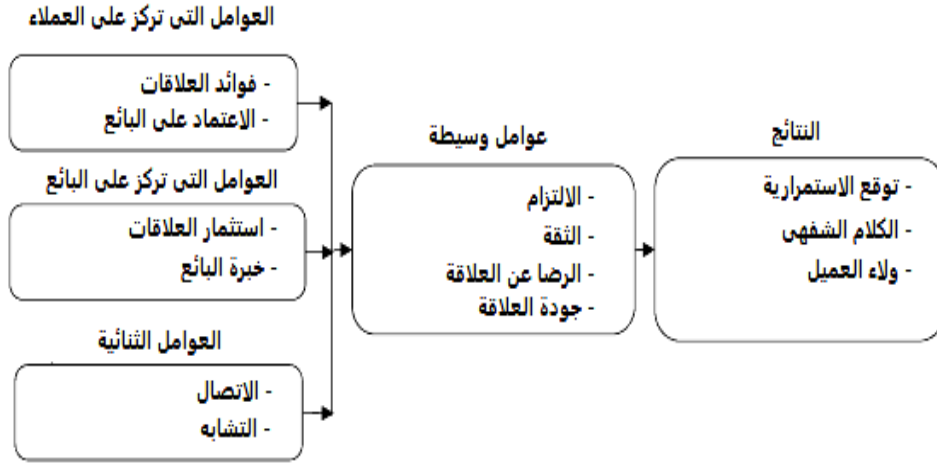 العوامل التى تركز على العملاء
- فوائد العلاقات
- الاعتماد على البائع
العوامل التى تركز على البائع
- استثمار العلاقات
- خبرة البائع
العوامل الثنائية
- الاتصال
- التشابه
عوامل وسيطة
- الالتزام
- الثقة
- الرضا عن العلاقة
- جودة العلاقة
النتائج
- توقع الاستمرارية
- الكلام الشفهى
- ولاء العميل